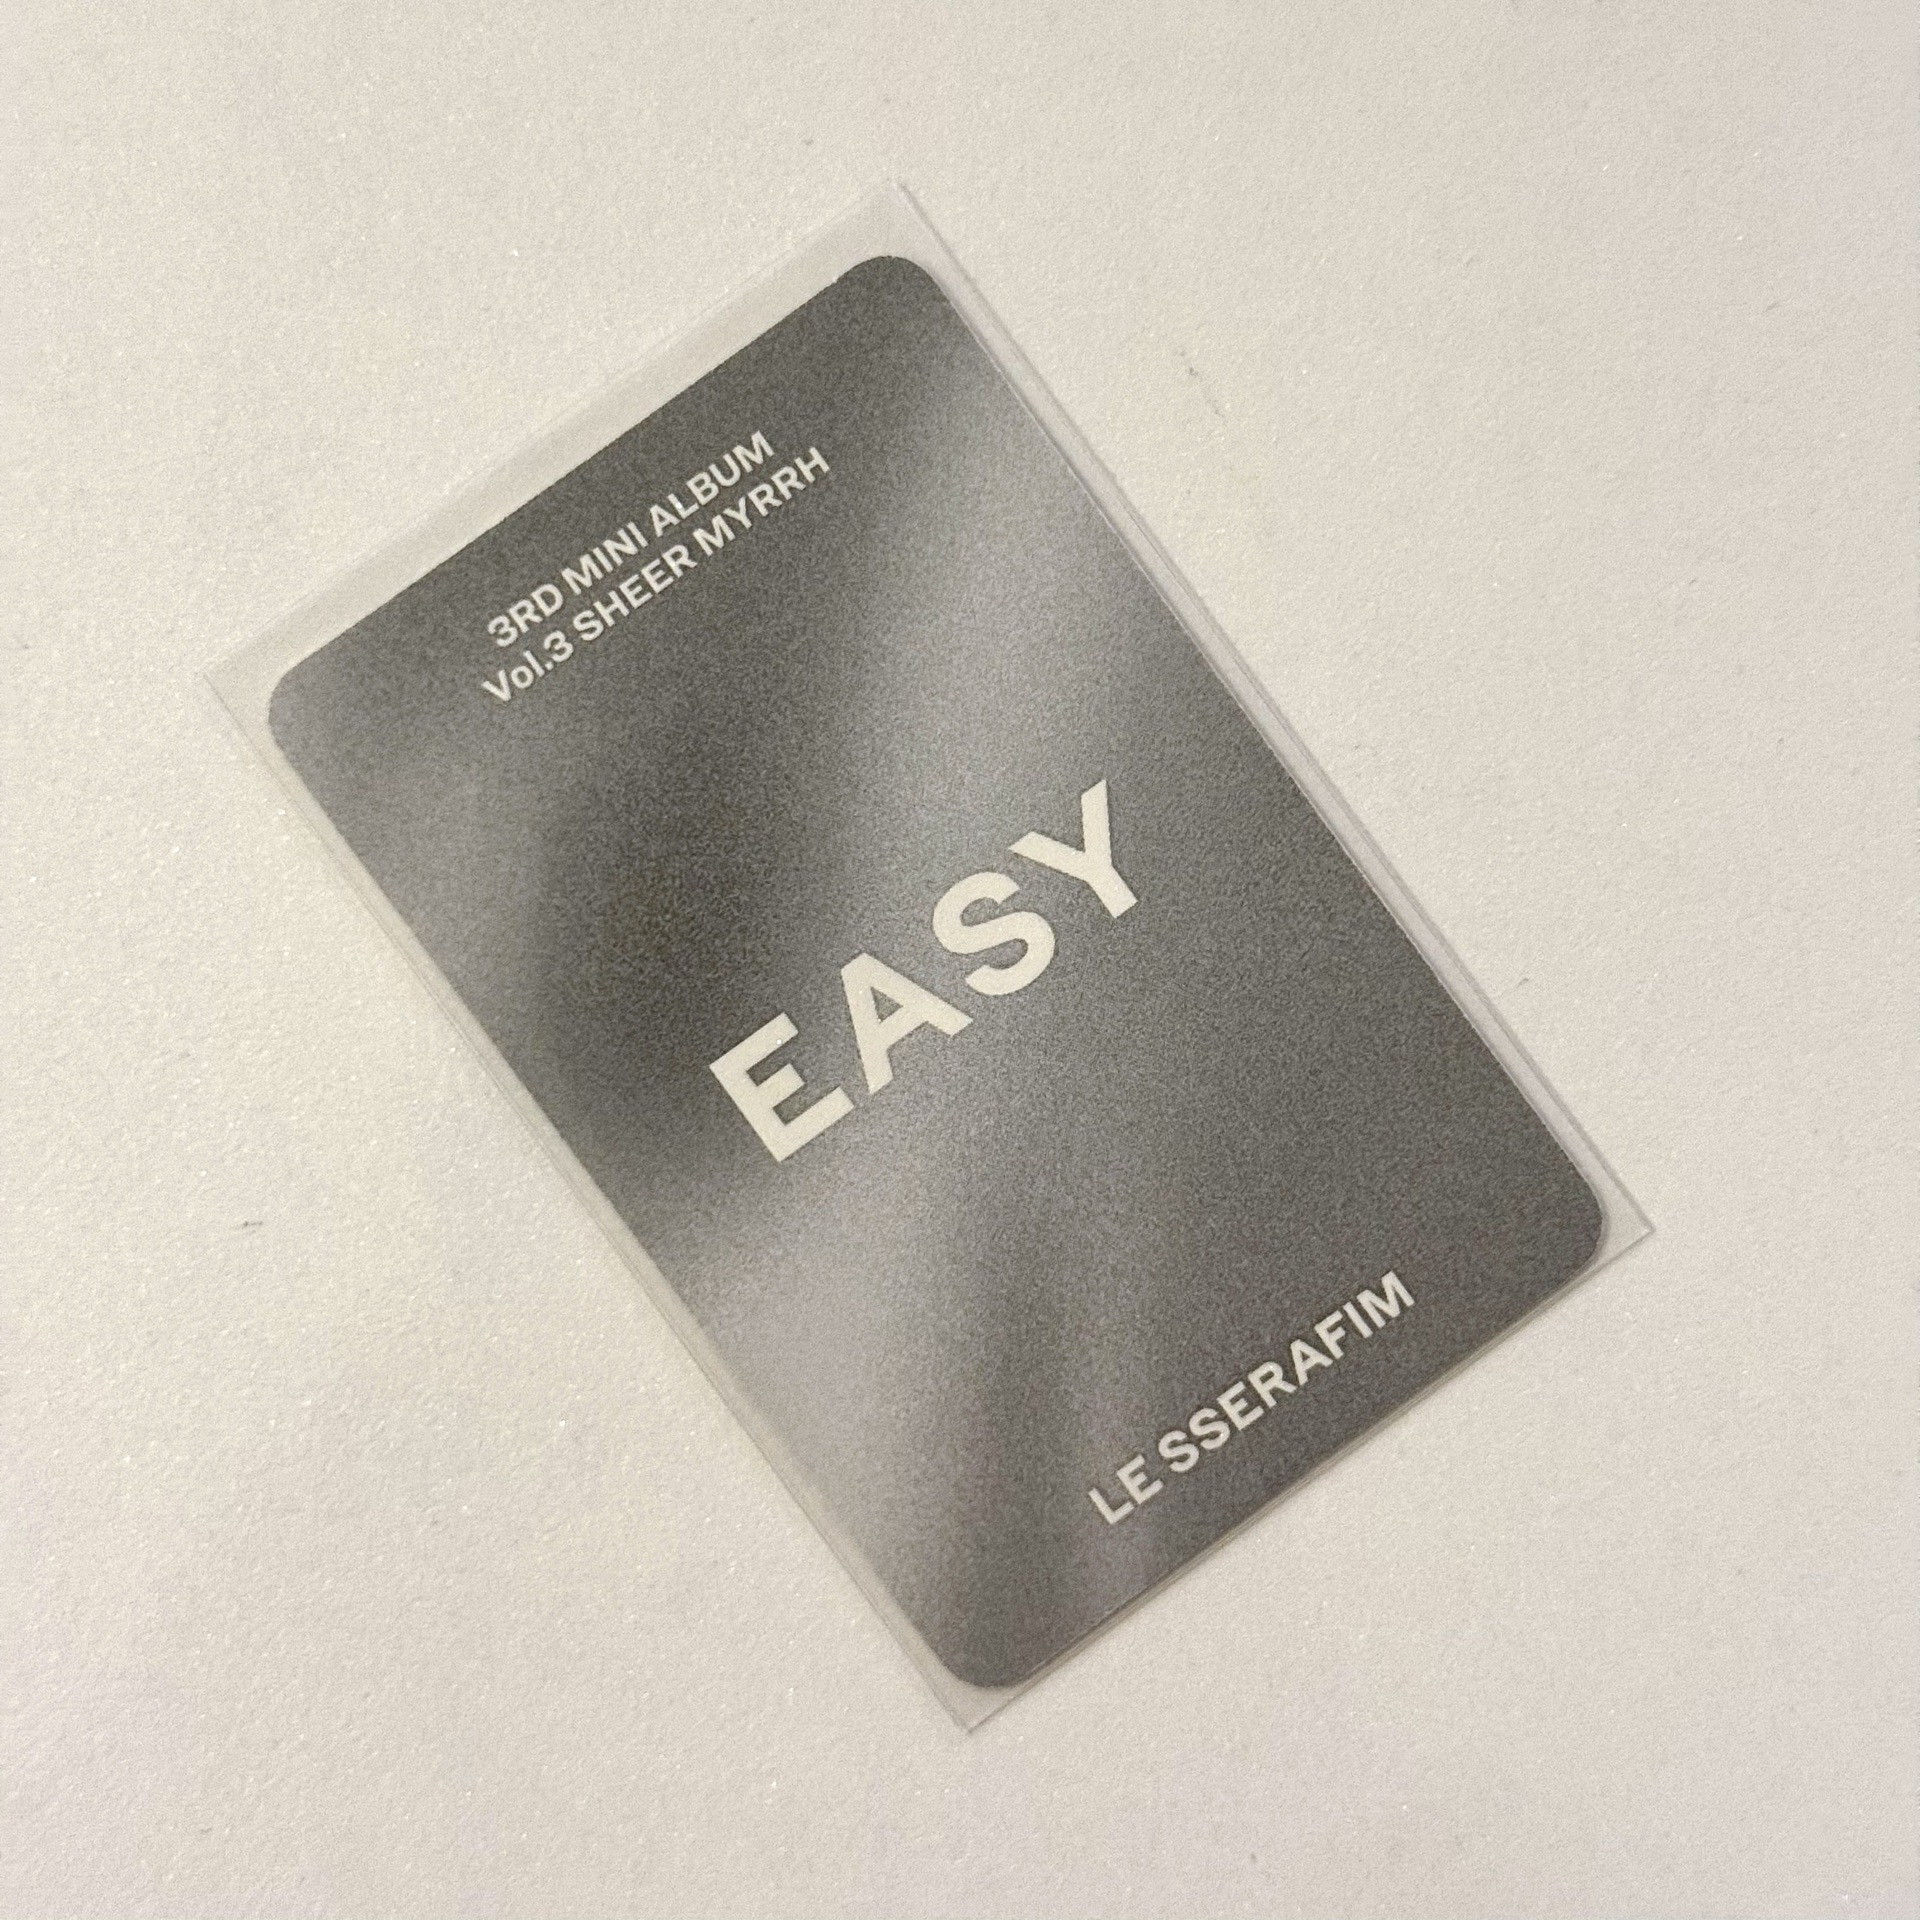 3RD MINI ALBUM
Vol.3 SHEER MYRRH
EASY
LE SSERAFIM